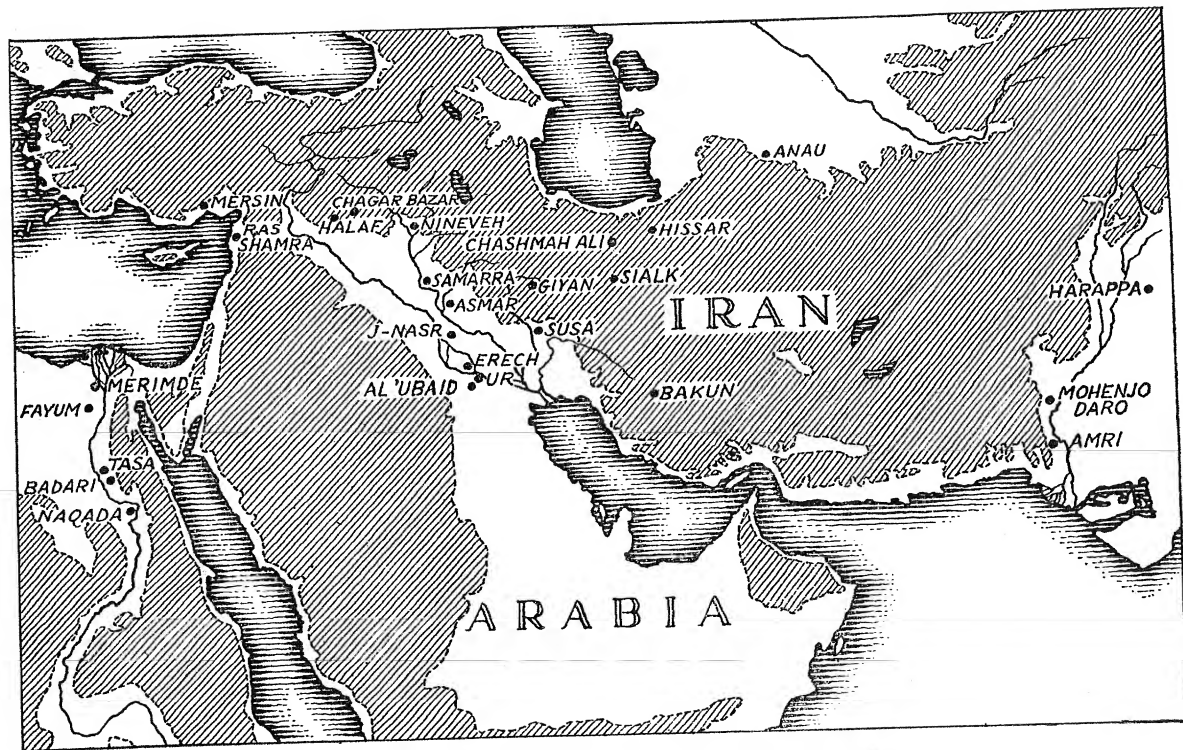 ANAU
MERSIN
CHAGAR BAZAR
HALAF
NINEVEH
HISSAR
RAS
SHAMRA
CHASHMAH ALI
SAMARRA
GIYAN
SIALK
ASMAR
HARAPPA
IRAN
J-NASR
SUSA
ERECH
UR
AL'UBAID
MERIMDE
BAKUN
FAYUM
MOHENJO
DARO
AMRI
TASA
BADARI
NAQADA
ARABIA